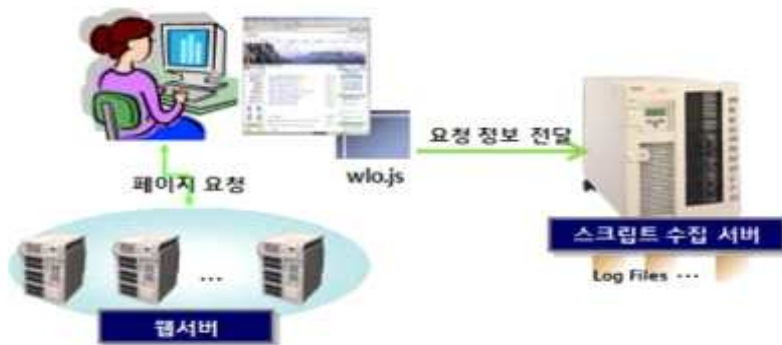 요청 정보 전달
wlo.js
페이지 요청
스크립트 수집 서버
...
Log Files ...
웹서버